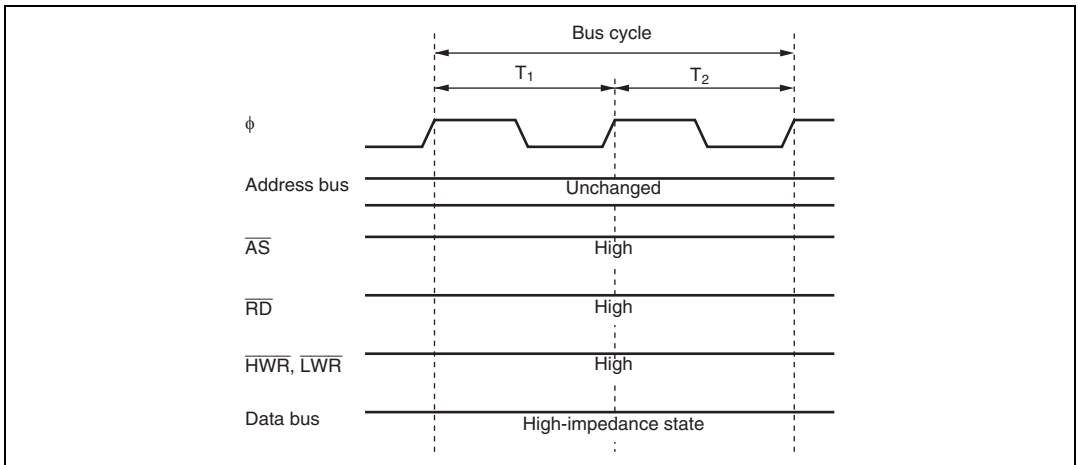 Bus cycle
T1 T2
φ
Address bus Unchanged
AS High
RD High
HWR, LWR High
Data bus High-impedance state